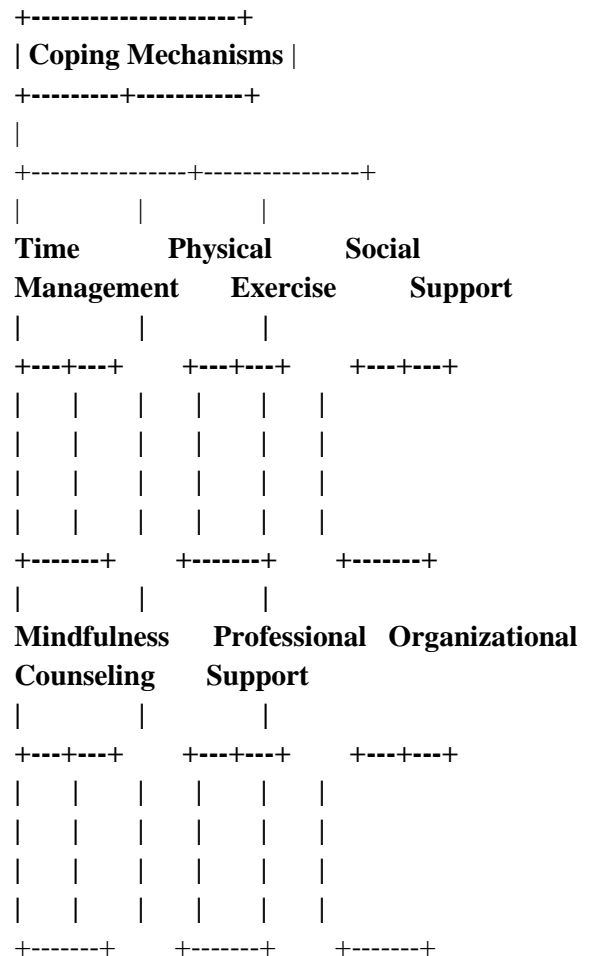 +---------------------+
| Coping Mechanisms |
+---------+-----------+
|
+----------------+----------------+
| | |
Time Physical Social
Management Exercise Support
| | |
+---+---+ +---+---+ +---+---+
| | | | | |
| | | | | |
| | | | | |
| | | | | |
+-------+ +-------+ +-------+
| | |
Mindfulness Professional Organizational
Counseling Support
| | |
+---+---+ +---+---+ +---+---+
| | | | | |
| | | | | |
| | | | | |
| | | | | |
+-------+ +-------+ +-------+